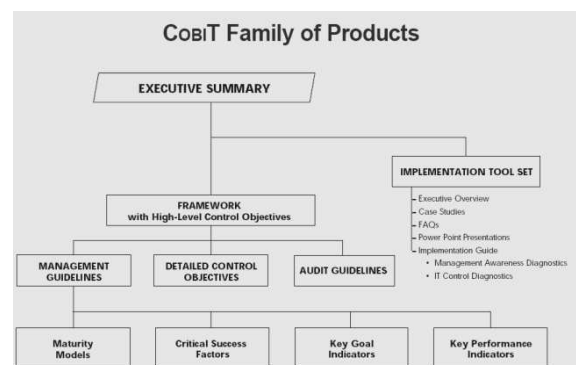 COBIT Family of Products
EXECUTIVE SUMMARY
IMPLEMENTATION TOOL SET
Executive Overview
Case Studies
FAQs
Power Point Presentations
Implementation Guide
• Management Awareness Diagnostics
• IT Control Diagnostics
FRAMEWORK
with High-Level Control Objectives
MANAGEMENT
GUIDELINES
DETAILED CONTROL
OBJECTIVES
AUDIT GUIDELINES
Maturity
Models
Critical Success
Factors
Key Goal
Indicators
Key Performance
Indicators